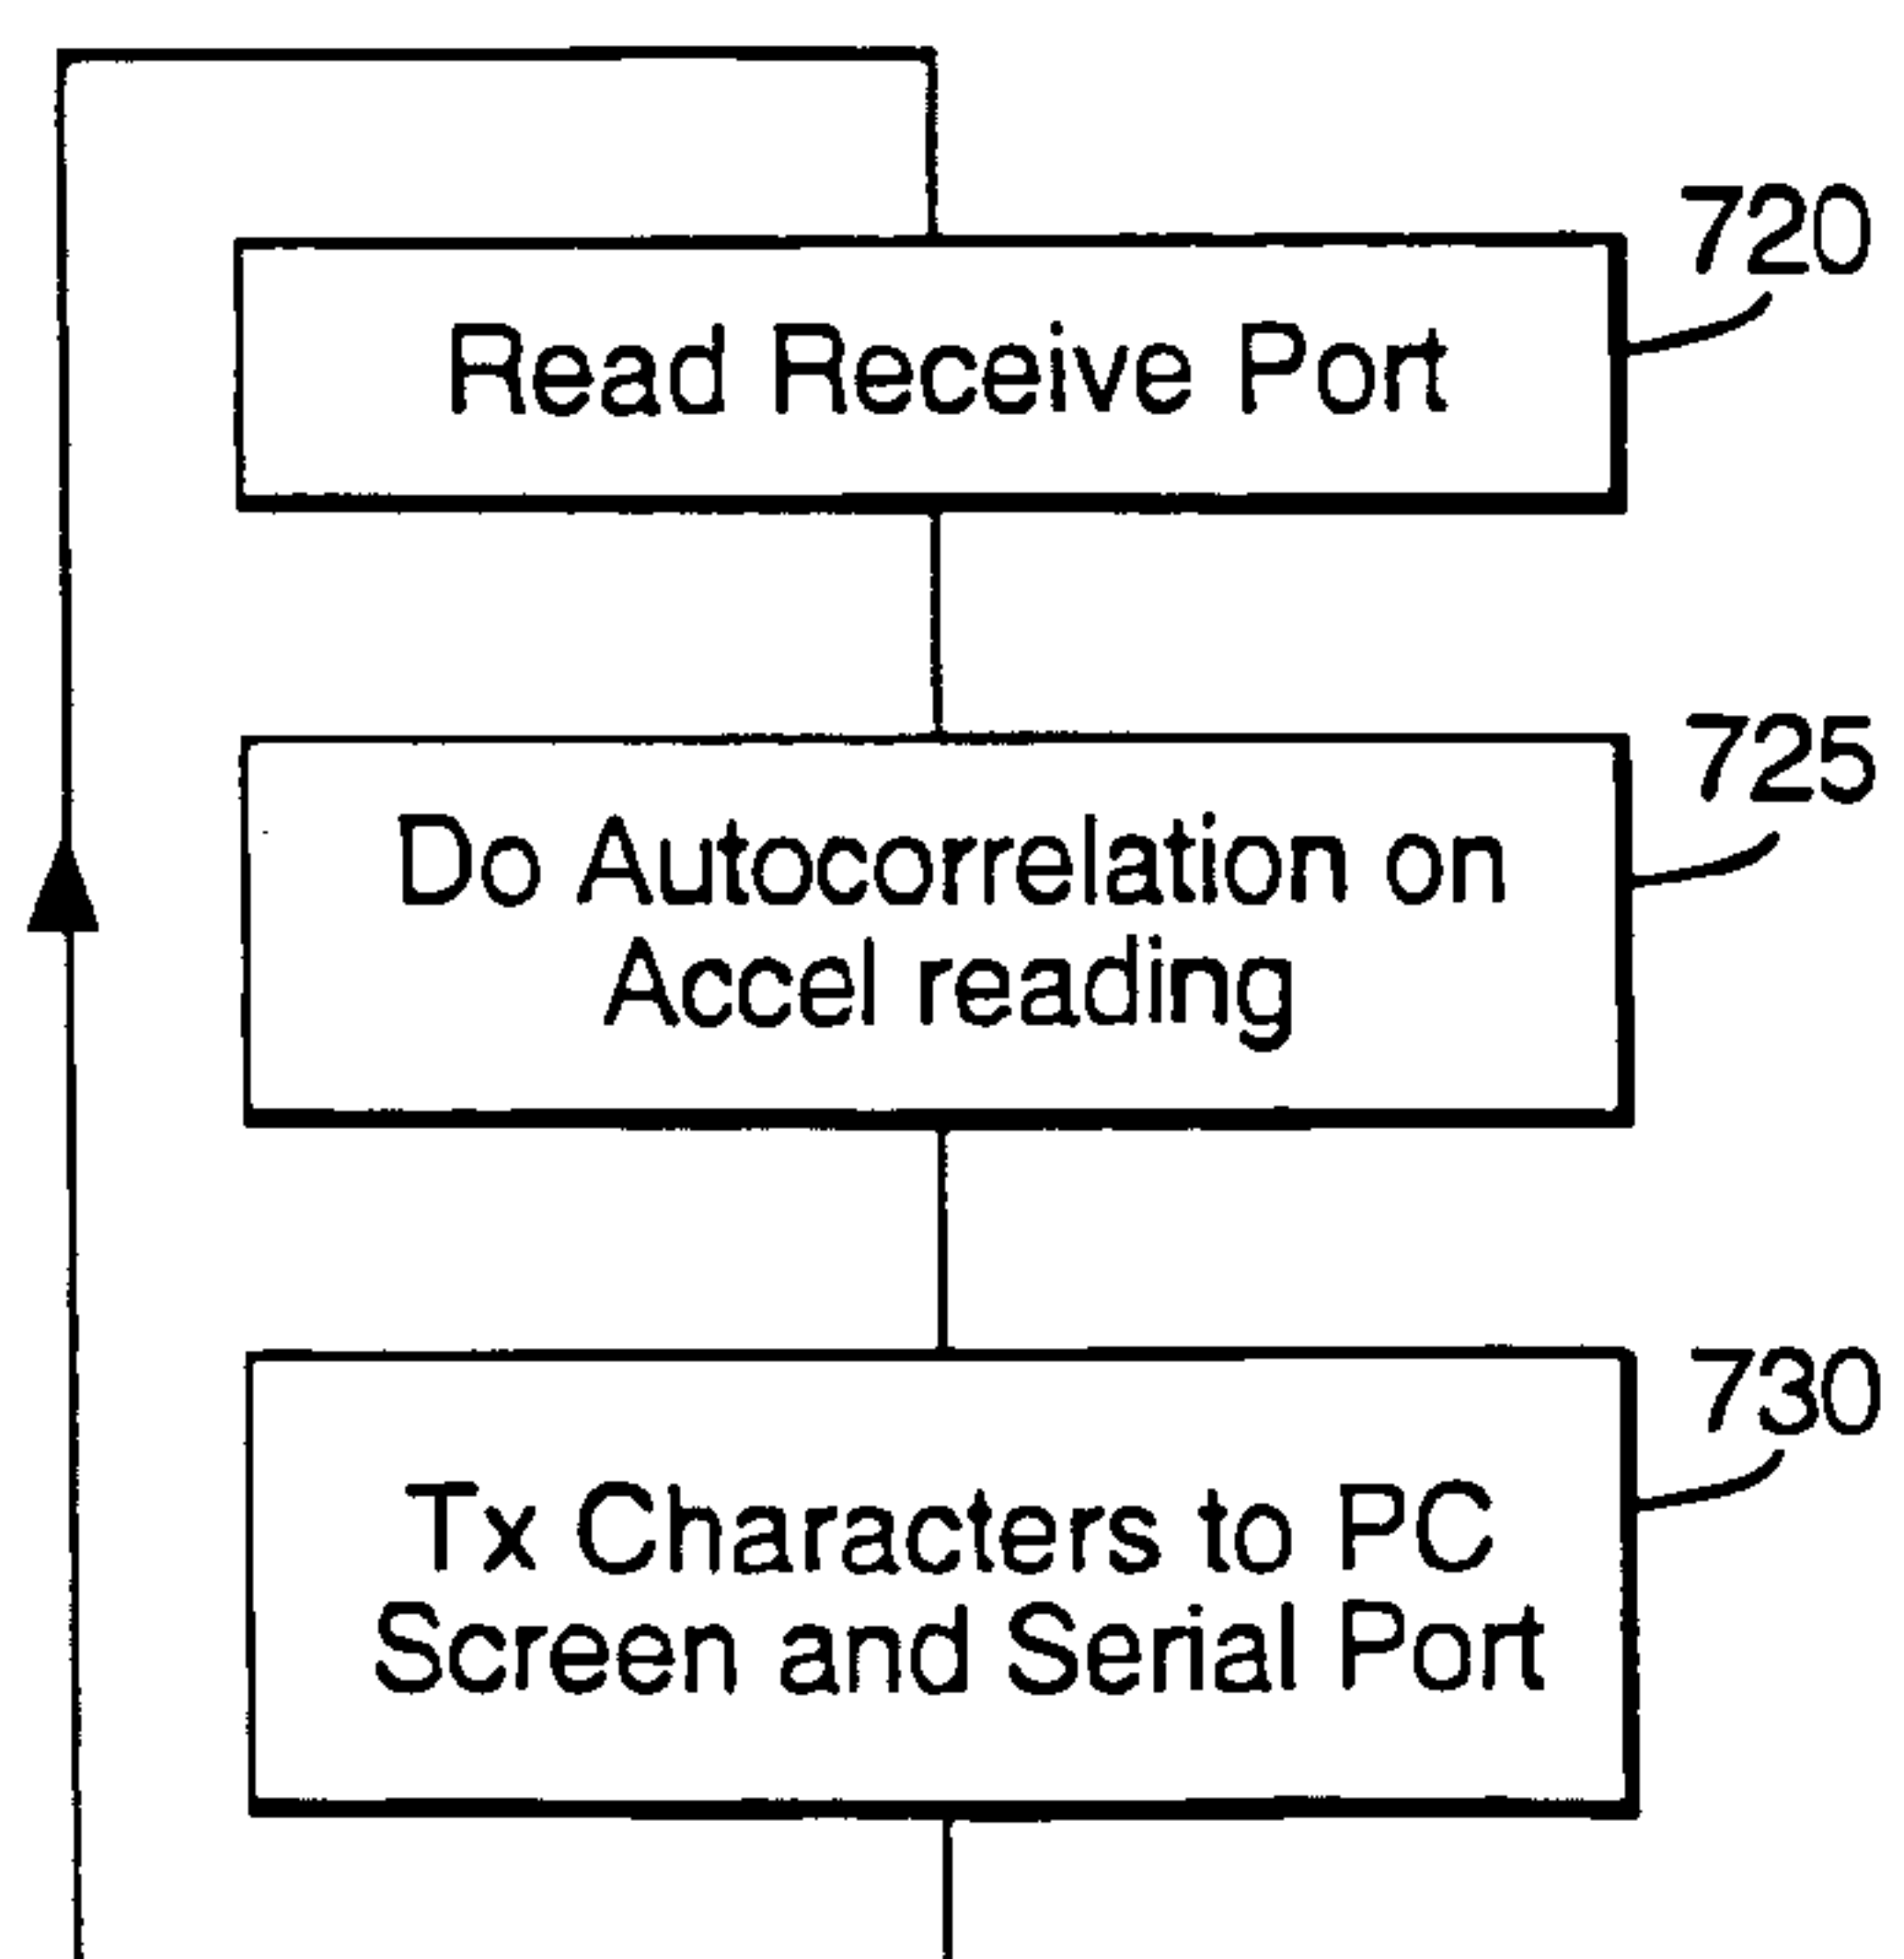 720
Read Receive Port
725
Do Autocorrelation on
Accel reading
730
Tx Characters to PC
Screen and Serial Port